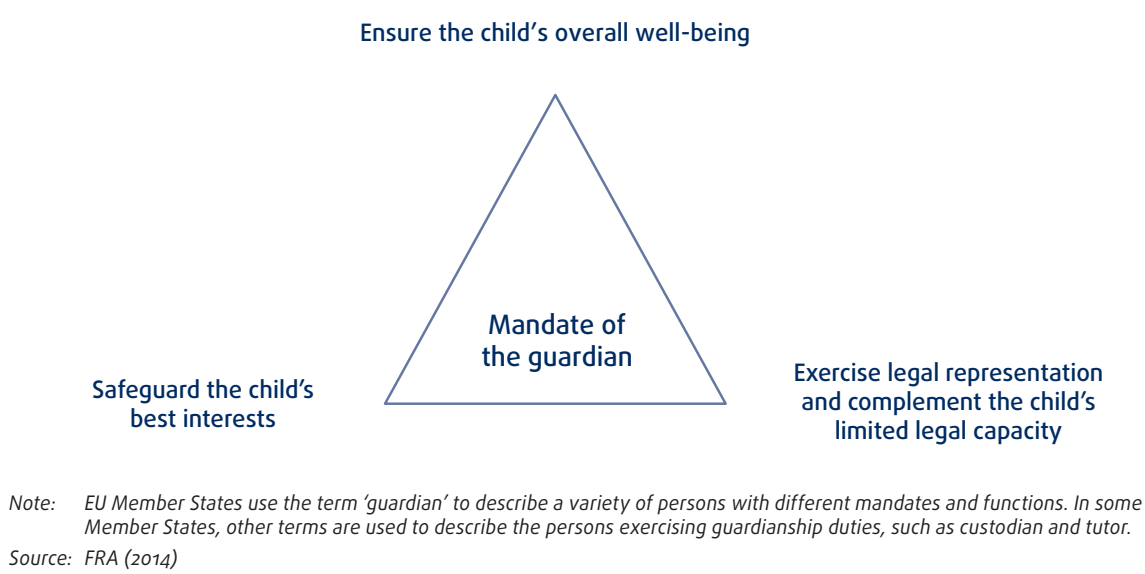 Ensure the child’s overall well-being
Mandate of
the guardian
Safeguard the child’s
best interests
Exercise legal representation
and complement the child’s
limited legal capacity
Note: EU Member States use the term ‘guardian’ to describe a variety of persons with different mandates and functions. In some
Member States, other terms are used to describe the persons exercising guardianship duties, such as custodian and tutor.
Source: FRA (2014)